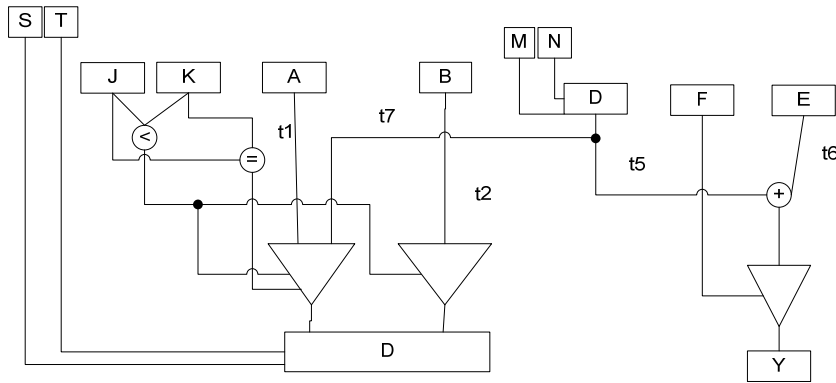 S T
M N
J K A B
D F E
<
t1 t7
=
t5 t6
t2
+
D
Y